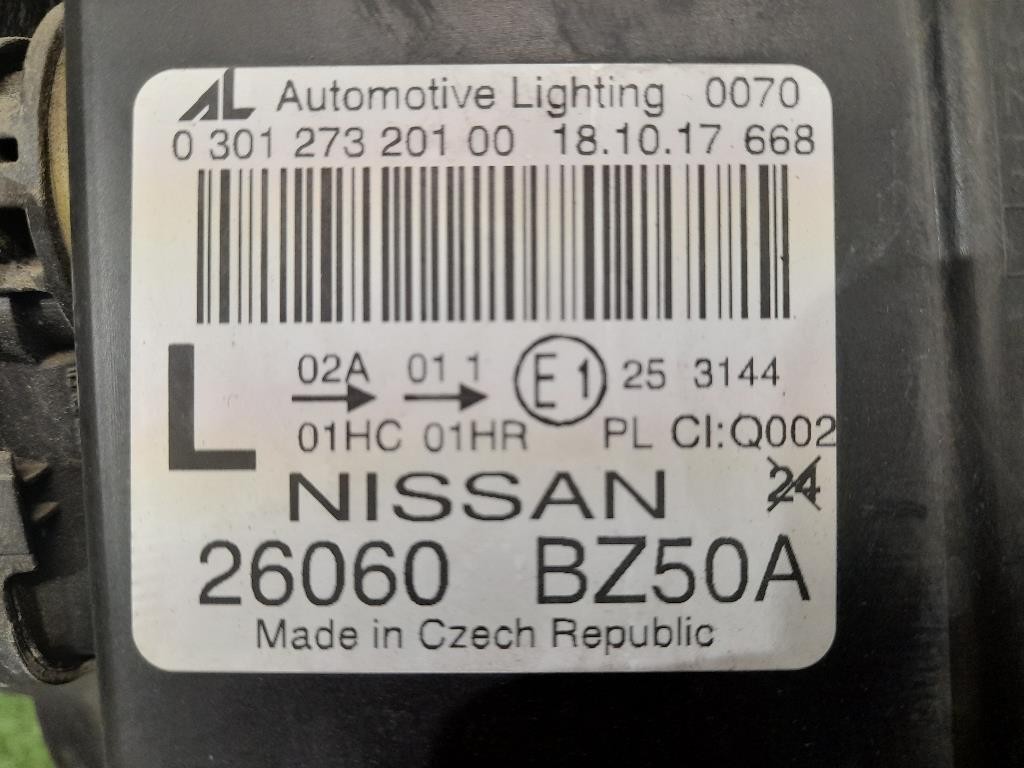 AL Automotive Lighting 0070
0 301 273 201 00 18.10.17 668
L
02A 01 1 E1 25 3144
01HC 01HR PL CI:Q002
NISSAN 24
26060 BZ50A
Made in Czech Republic